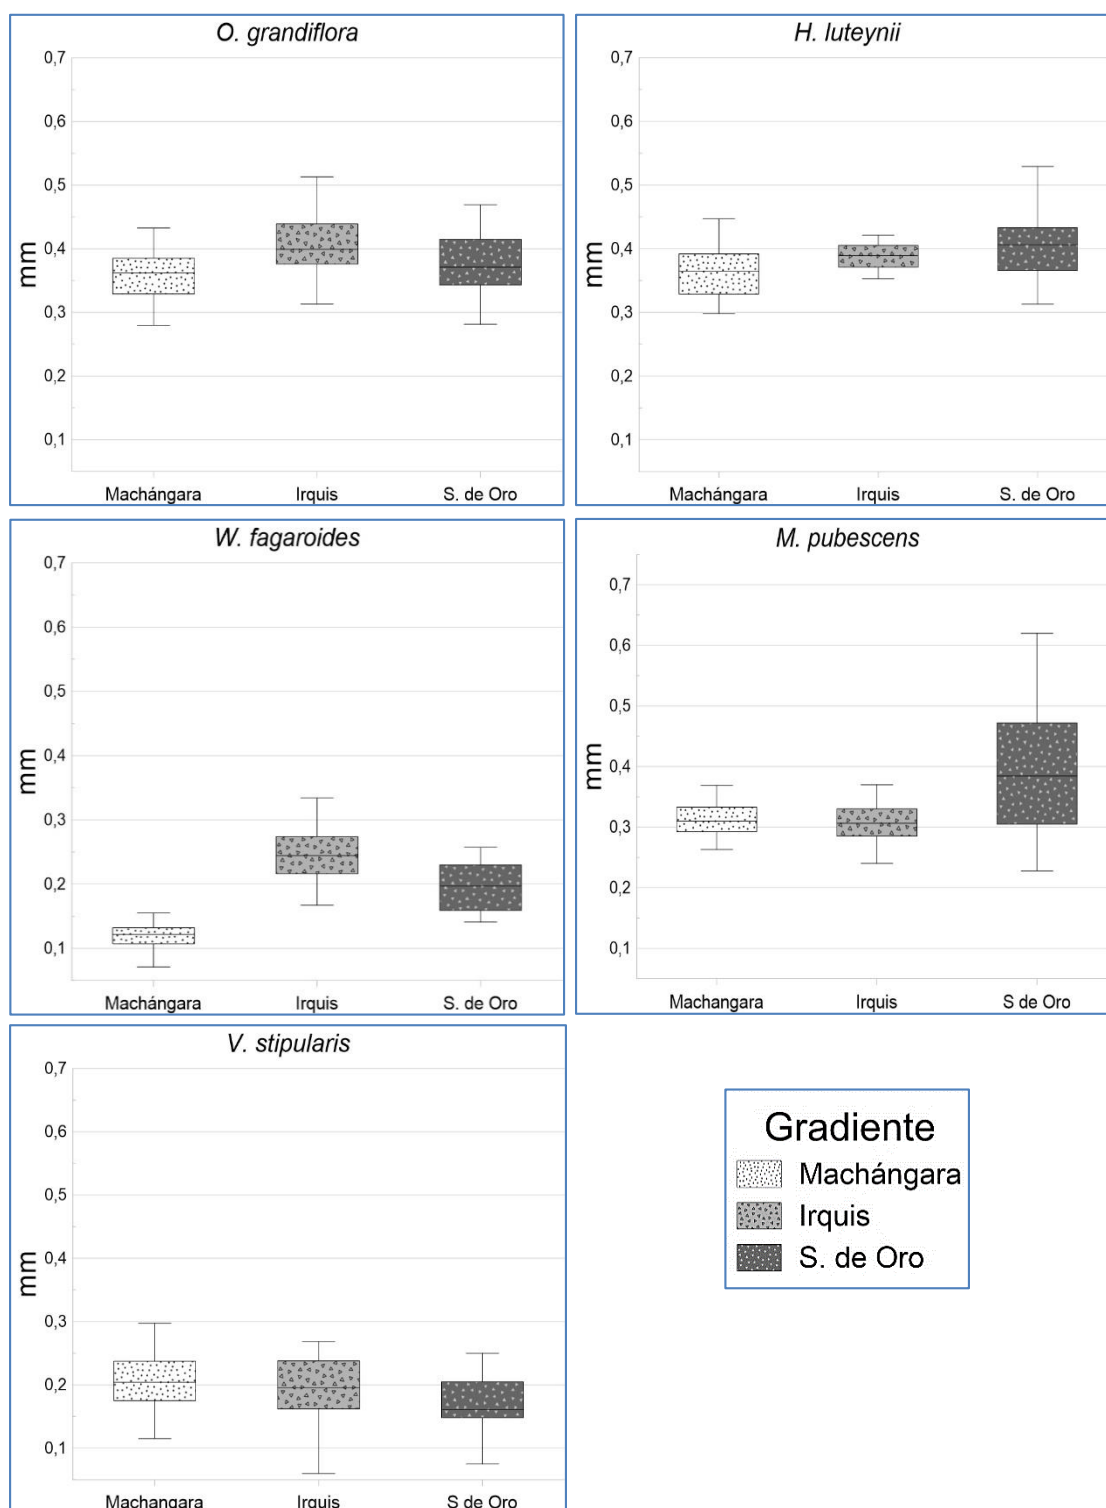 O. grandiflora
0,7
0,6
0,5
0,4
0,3
0,2
0,1
mm
Machángara Irquis S. de Oro
H. luteynii
0,7
0,6
0,5
0,4
0,3
0,2
0,1
mm
Machángara Irquis S. de Oro
W. fagaroides
0,7
0,6
0,5
0,4
0,3
0,2
0,1
mm
Machángara Irquis S. de Oro
M. pubescens
0,7
0,6
0,5
0,4
0,3
0,2
0,1
mm
Machangara Irquis S de Oro
V. stipularis
0,7
0,6
0,5
0,4
0,3
0,2
0,1
mm
Machangara Irquis S de Oro
Gradiente
Machángara
Irquis
S. de Oro